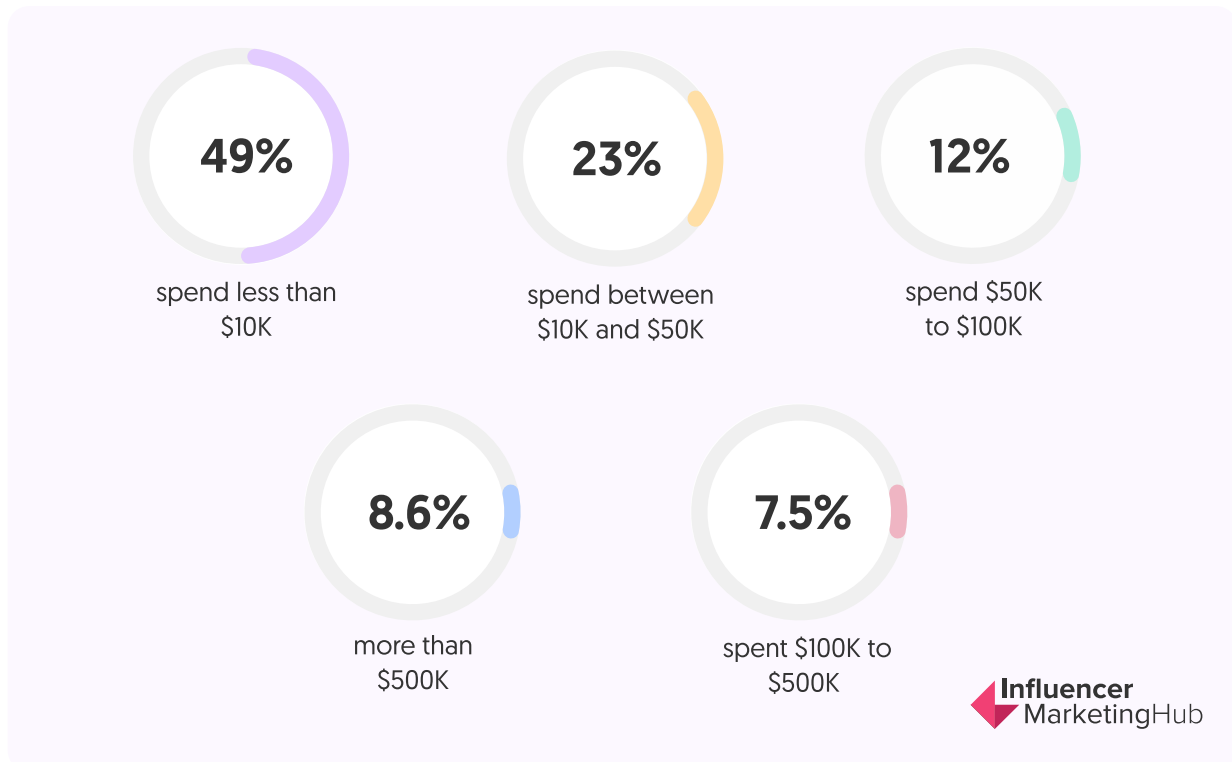 49%
spend less than
$10K
23%
spend between
$10K and $50K
12%
spend $50K
to $100K
8.6%
more than
$500K
7.5%
spent $100K to
$500K
Influencer
MarketingHub